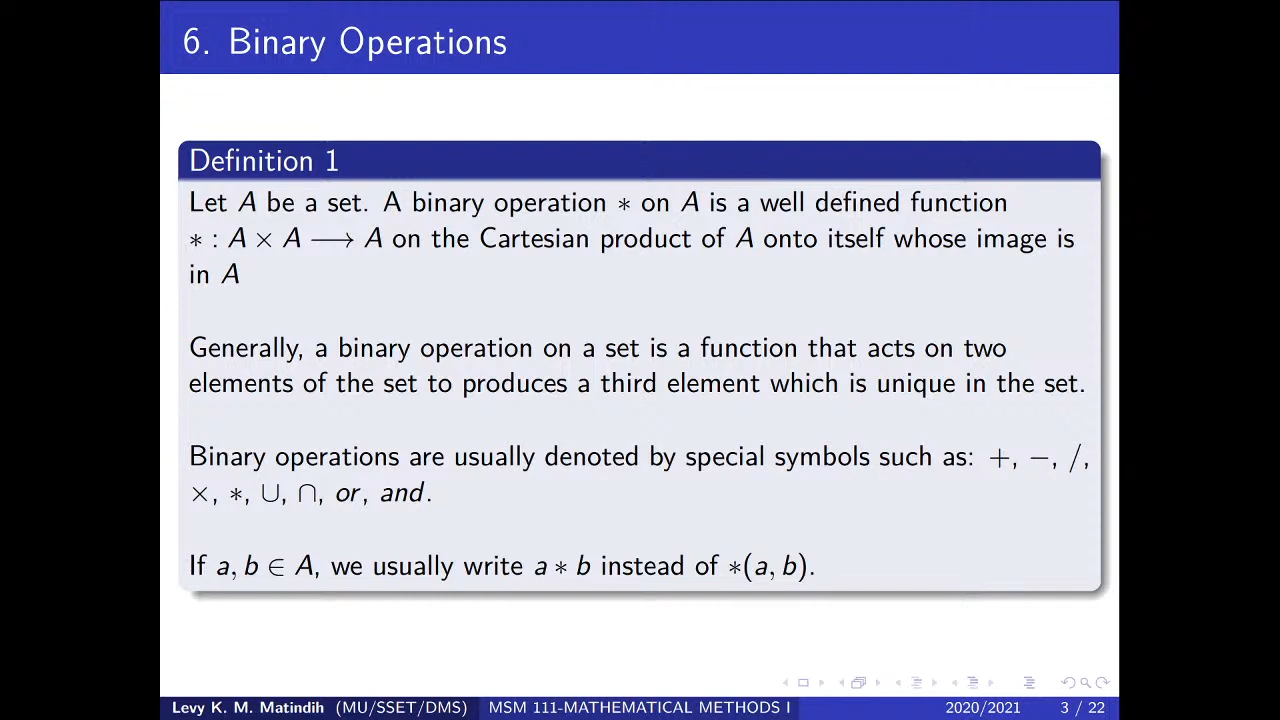 6. Binary Operations
Definition 1
Let A be a set. A binary operation ∗ on A is a well defined function
∗ : A × A ⟶ A on the Cartesian product of A onto itself whose image is
in A
Generally, a binary operation on a set is a function that acts on two
elements of the set to produces a third element which is unique in the set.
Binary operations are usually denoted by special symbols such as: +, −, /,
×, ∗, ∪, ∩, or, and.
If a, b ∈ A, we usually write a ∗ b instead of ∗(a, b).
Levy K. M. Matindih (MU/SSET/DMS) MSM 111-MATHEMATICAL METHODS I 2020/2021 3 / 22